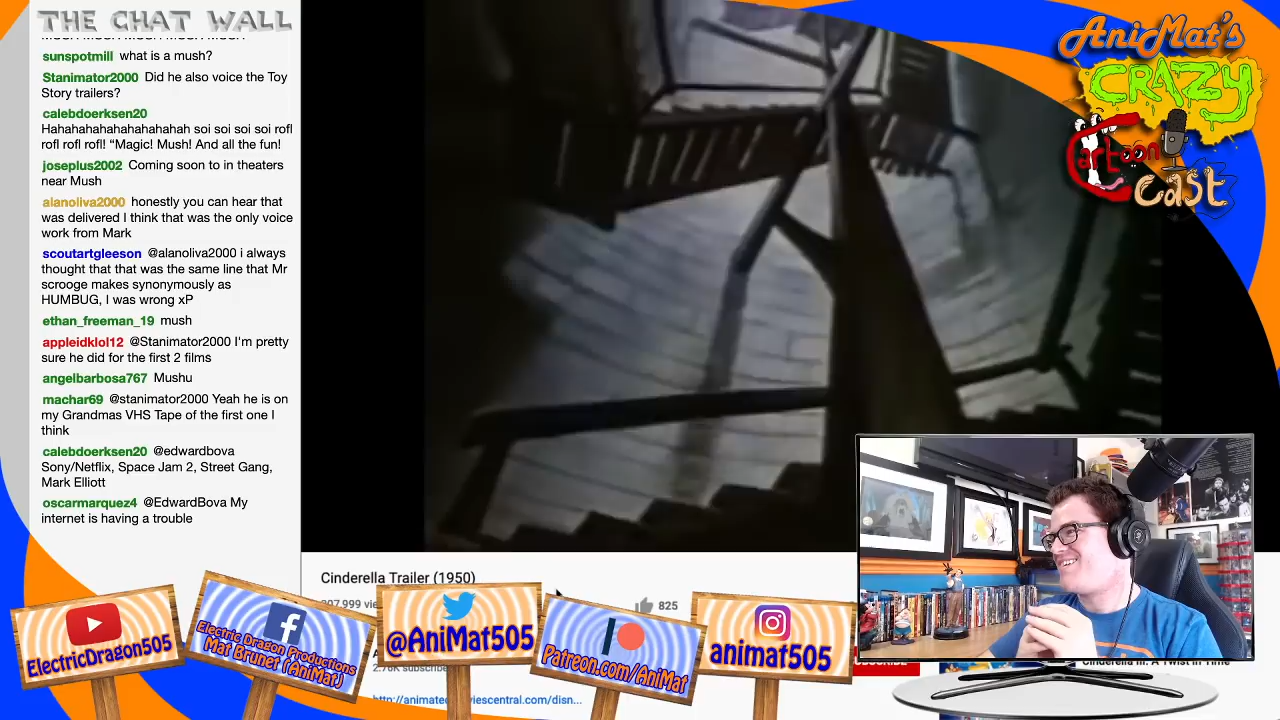 THE CHAT WALL
sunspotmill what is a mush?
Stanimator2000 Did he also voice the Toy
Story trailers?
calebdoerksen20
Hahahahahahahahahah soi soi soi soi rofl
rofl rofl rofl! “Magic! Mush! And all the fun!
joseplus2002 Coming soon to in theaters
near Mush
alanoliva2000 honestly you can hear that
was delivered I think that was the only voice
work from Mark
scoutartgleeson @alanoliva2000 i always
thought that that was the same line that Mr
scrooge makes synonymously as
HUMBUG, I was wrong xP
ethan_freeman_19 mush
appleidklol12 @Stanimator2000 I'm pretty
sure he did for the first 2 films
angelbarbosa767 Mushu
machar69 @stanimator2000 Yeah he is on
my Grandmas VHS Tape of the first one I
think
calebdoerksen20 @edwardbova
Sony/Netflix, Space Jam 2, Street Gang,
Mark Elliott
oscarmarquez4 @EdwardBova My
internet is having a trouble
AniMat's
CRAZY
Cartoon
Cast
Cinderella Trailer (1950)
825
ElectricDragon505
Electric Dragon Productions
Mat Brunet (AniMat)
@AniMat505
Patreon.com/AniMat
animat505
http://animated
viescentral.com/disn...
Cinderella III: A Twist in Time